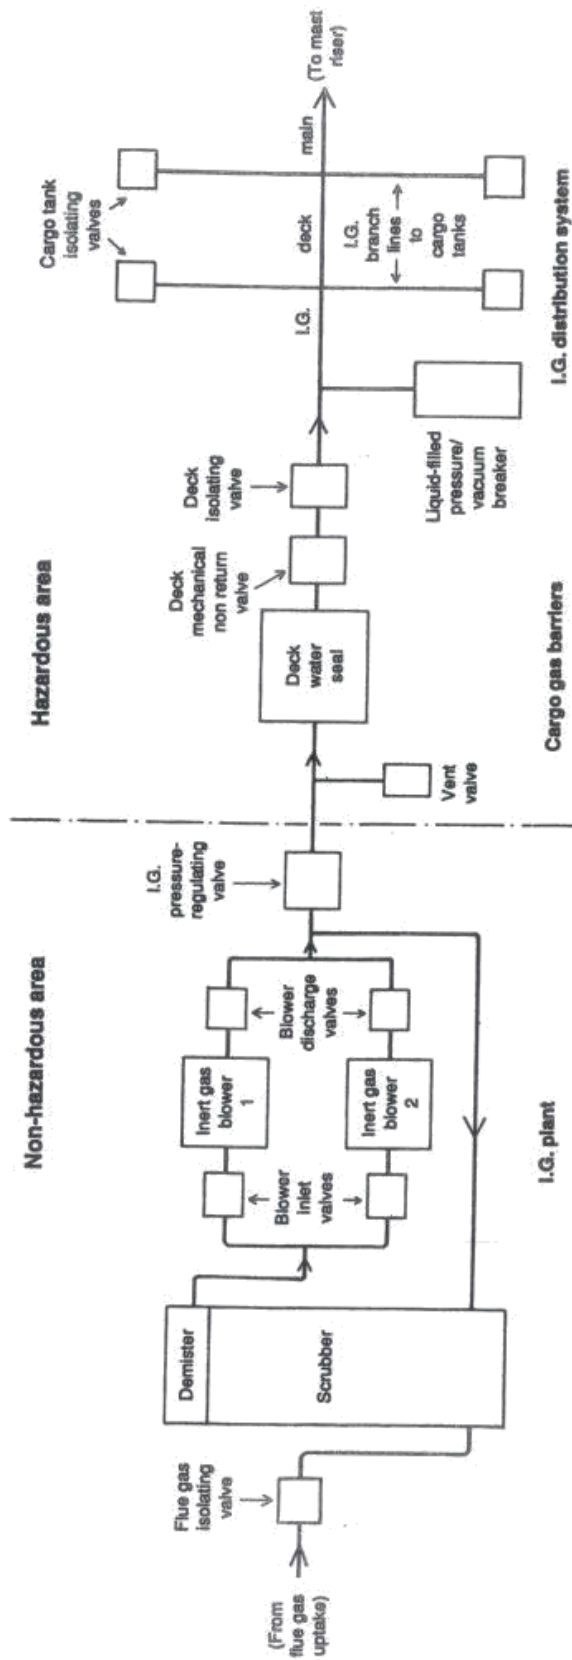 Non-hazardous area
Hazardous area
(From
flue gas
uptake)
Flue gas
isolating
valve
Demister
Scrubber
Blower
inlet
valves
Inert gas
blower
1
Inert gas
blower
2
Blower
discharge
valves
I.G.
pressure-
regulating
valve
Vent
valve
Deck
water
seal
Deck
mechanical
non return
valve
Deck
isolating
valve
Liquid-filled
pressure/
vacuum
breaker
Cargo tank
isolating
valves
I.G. deck main
I.G.
branch
lines
to
cargo
tanks
(To mast
riser)
I.G. plant
Cargo gas barriers
I.G. distribution system